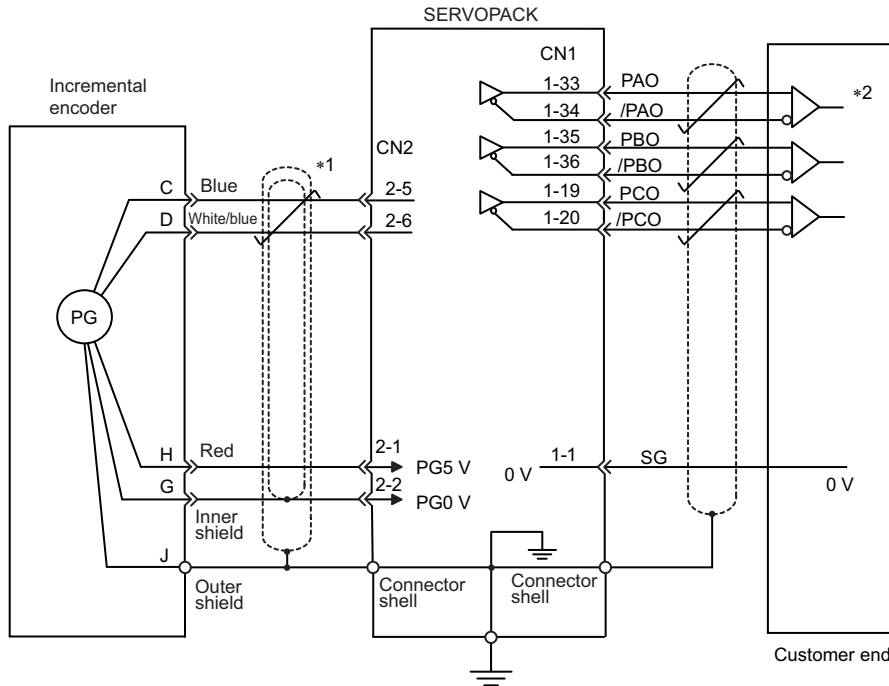 SERVOPACK
Incremental
encoder
CN1
CN2
*1
*2
1-33
PAO
1-34
/PAO
1-35
PBO
1-36
/PBO
1-19
PCO
1-20
/PCO
C
Blue
2-5
D
White/blue
2-6
PG
H
Red
2-1
PG5 V
G
2-2
PG0 V
Inner
shield
0 V
1-1
SG
0 V
J
Outer
shield
Connector
shell
Connector
shell
Customer end